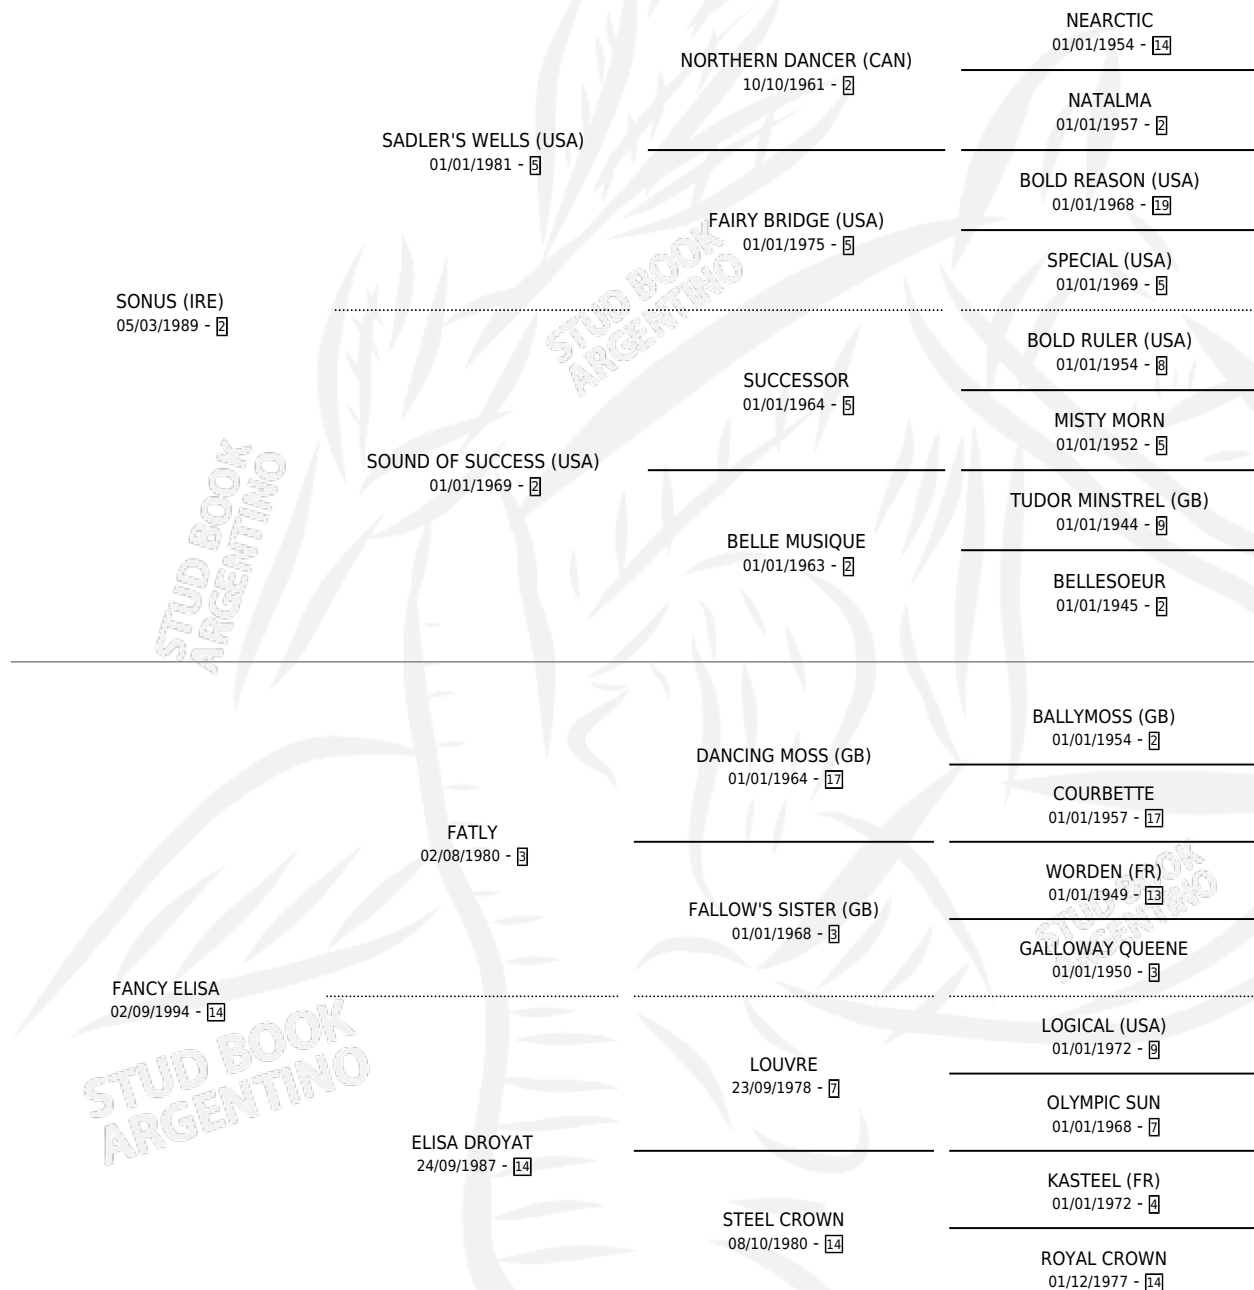 NEARCTIC
01/01/1954 - 14
NORTHERN DANCER (CAN)
10/10/1961 - 2
NATALMA
01/01/1957 - 2
SADLER'S WELLS (USA)
01/01/1981 - 5
BOLD REASON (USA)
01/01/1968 - 19
FAIRY BRIDGE (USA)
01/01/1975 - 5
SPECIAL (USA)
01/01/1969 - 5
SONUS (IRE)
05/03/1989 - 2
BOLD RULER (USA)
01/01/1954 - 8
SUCCESSOR
01/01/1964 - 5
MISTY MORN
01/01/1952 - 5
SOUND OF SUCCESS (USA)
01/01/1969 - 2
TUDOR MINSTREL (GB)
01/01/1944 - 9
BELLE MUSIQUE
01/01/1963 - 2
BELLESOEUR
01/01/1945 - 2
BALLYMOSS (GB)
01/01/1954 - 2
DANCING MOSS (GB)
01/01/1964 - 17
COURBETTE
01/01/1957 - 17
FATLY
02/08/1980 - 3
WORDEN (FR)
01/01/1949 - 13
FALLOW'S SISTER (GB)
01/01/1968 - 3
GALLOWAY QUEENE
01/01/1950 - 3
FANCY ELISA
02/09/1994 - 14
LOGICAL (USA)
01/01/1972 - 9
LOUVRE
23/09/1978 - 7
OLYMPIC SUN
01/01/1968 - 7
ELISA DROYAT
24/09/1987 - 14
KASTEEL (FR)
01/01/1972 - 4
STEEL CROWN
08/10/1980 - 14
ROYAL CROWN
01/12/1977 - 14
STUD BOOK
ARGENTINO
STUD BOOK
ARGENTINO
STUD BOOK
ARGENTINO
STUD BOOK
ARGENTINO